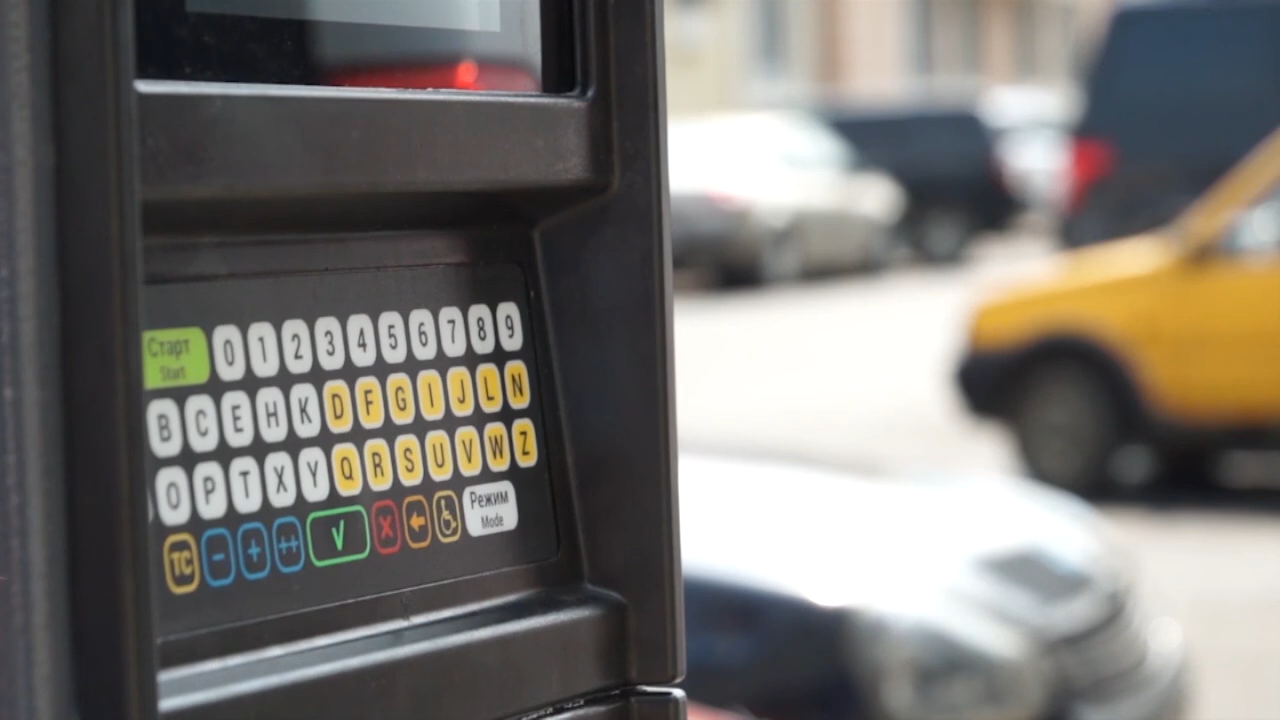 Старт 0 1 2 3 4 5 6 7 8 9
Start
B C E H K D F G I J L N
O P T X Y Q R S U V W Z
TC - + ++ √ X ← Режим
Mode